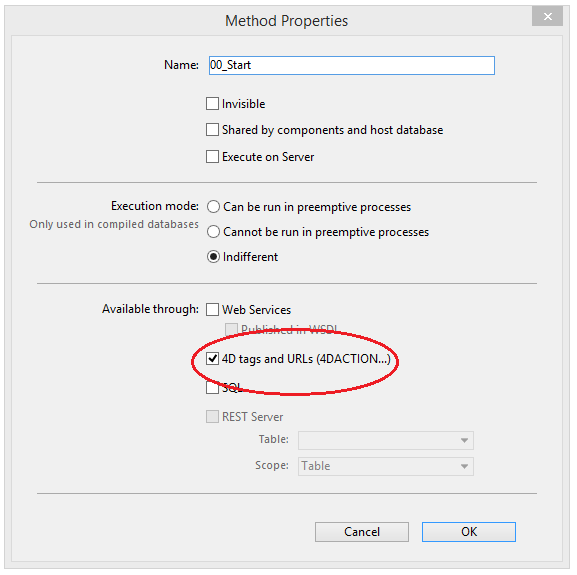 Method Properties
Name: 00_Start
Invisible
Shared by components and host database
Execute on Server
Execution mode: Can be run in preemptive processes
Only used in compiled databases
Cannot be run in preemptive processes
Indifferent
Available through: Web Services
Published in WSDL
4D tags and URLs (4DACTION...)
SQL
REST Server
Table:
Scope: Table
Cancel OK